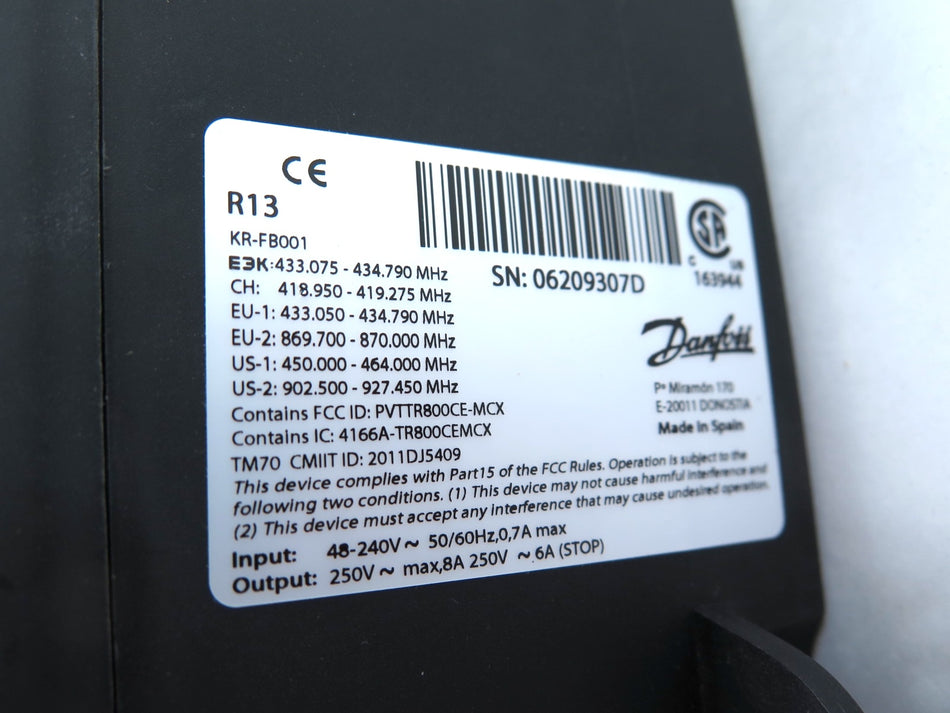 CE
R13
KR-FB001
ЕЭК: 433.075 - 434.790 MHz
CH: 418.950 - 419.275 MHz
EU-1: 433.050 - 434.790 MHz
EU-2: 869.700 - 870.000 MHz
US-1: 450.000 - 464.000 MHz
US-2: 902.500 - 927.450 MHz
Contains FCC ID: PVTTR800CE-MCX
Contains IC: 4166A-TR800CEMCX
TM70 CMIIT ID: 2011DJ5409
This device complies with Part15 of the FCC Rules. Operation is subject to the
following two conditions. (1) This device may not cause harmful interference and
(2) This device must accept any interference that may cause undesired operation.
Input: 48-240V ~ 50/60Hz,0,7A max
Output: 250V ~ max,8A 250V ~ 6A (STOP)
SN: 06209307D
SA
C US
163944
Danfoss
Pº Miramón 170
E-20011 DONOSTIA
Made in Spain